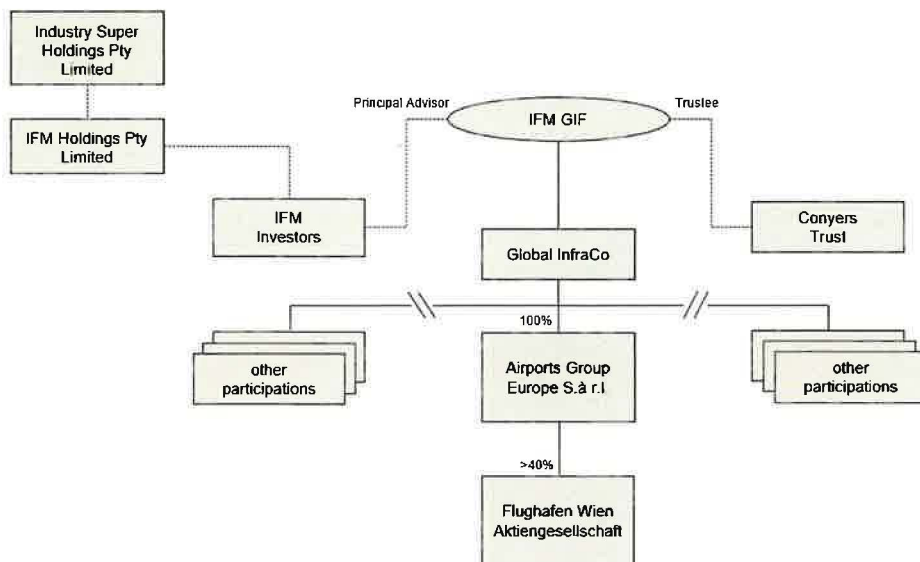 Industry Super
Holdings Pty
Limited
IFM Holdings Pty
Limited
Principal Advisor
IFM GIF
Trustee
IFM
Investors
Conyers
Trust
Global InfraCo
100%
other
participations
Airports Group
Europe S.à r.l
other
participations
>40%
Flughafen Wien
Aktiengesellschaft